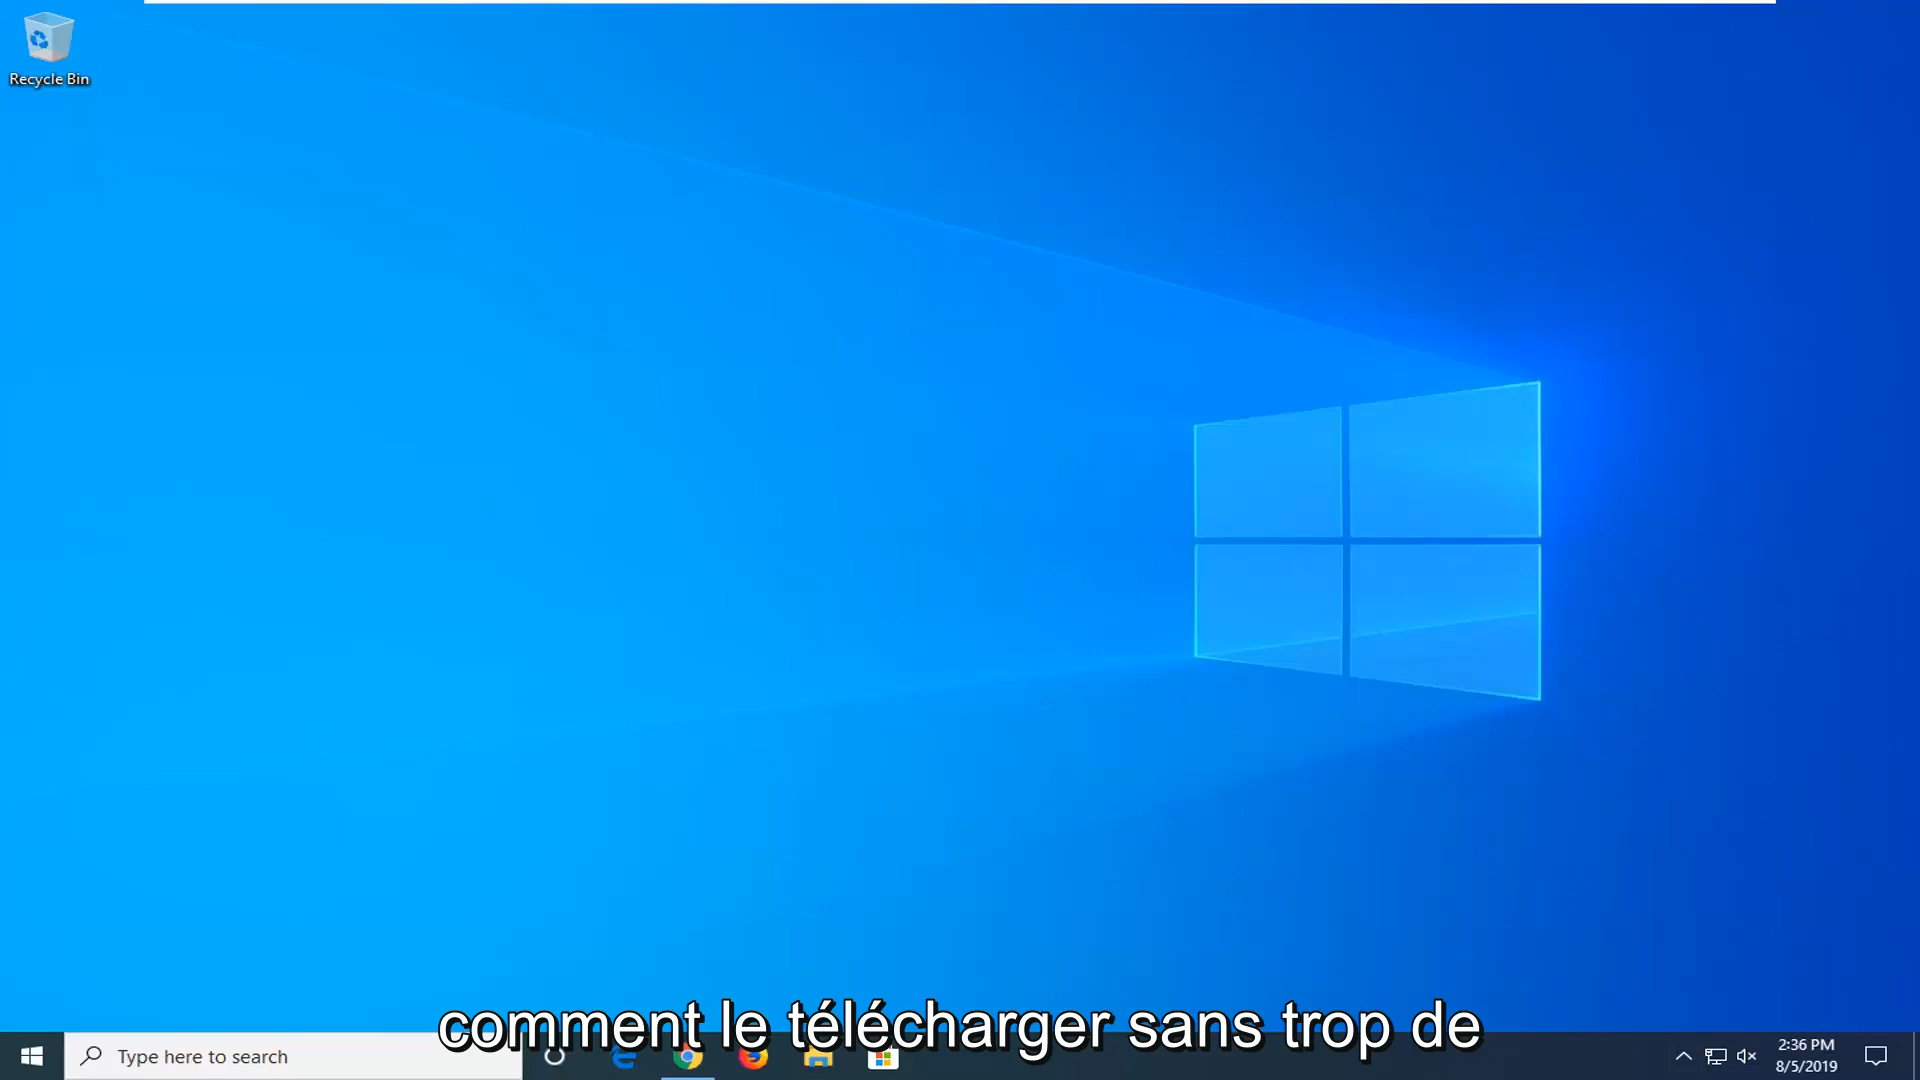 Recycle Bin
comment le télécharger sans trop de
Type here to search
2:36 PM
8/5/2019